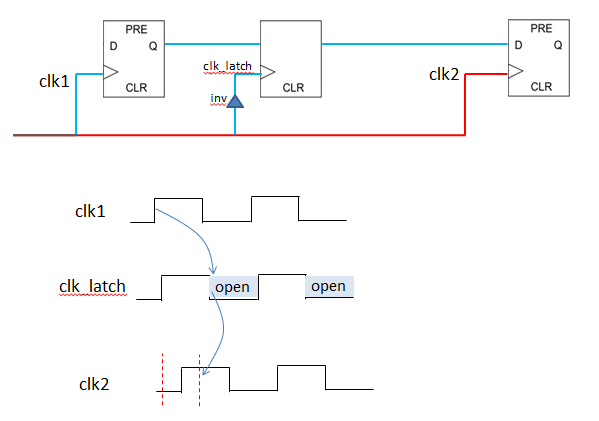 PRE
D Q
CLR
clk1
clk_latch
CLR
inv
PRE
D Q
CLR
clk2
clk1
clk_latch
open
open
clk2